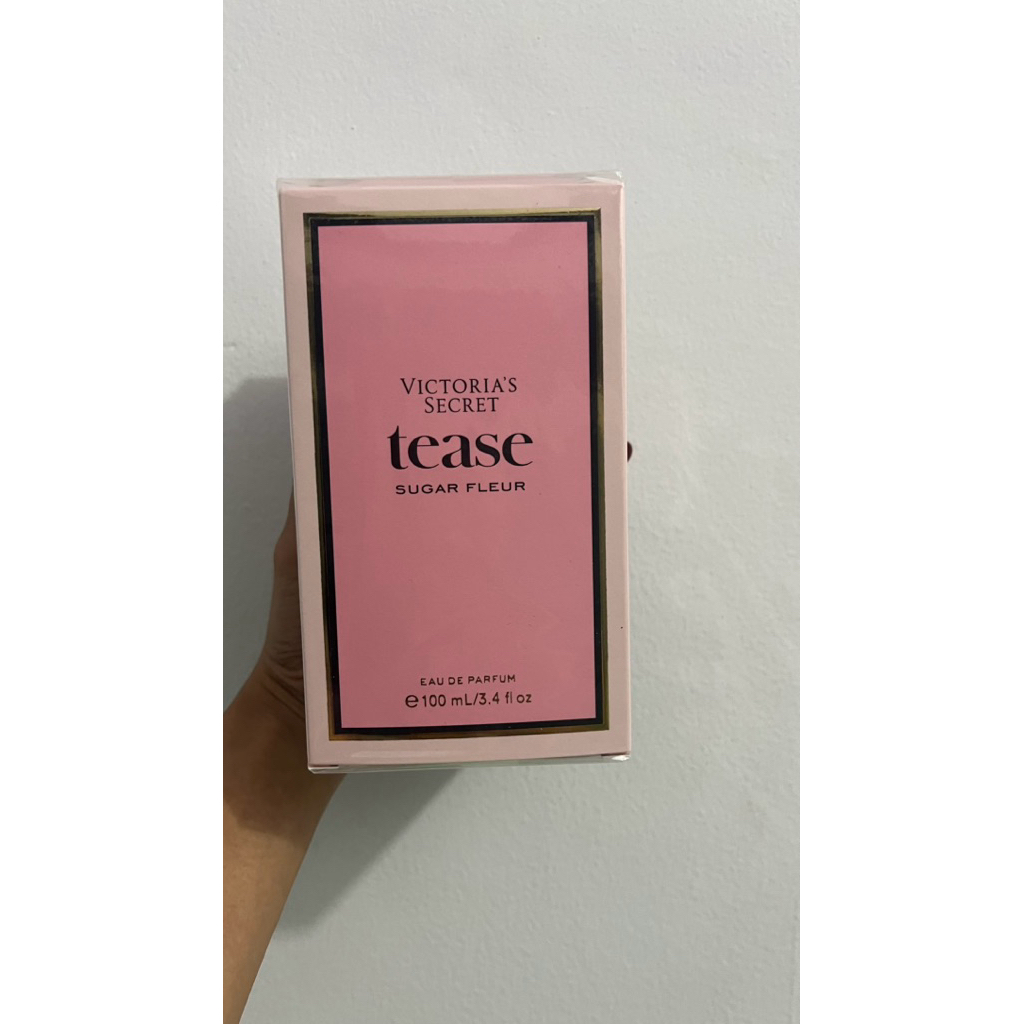 VICTORIA'S
SECRET
tease
SUGAR FLEUR
EAU DE PARFUM
℮ 100 mL/3.4 fl oz